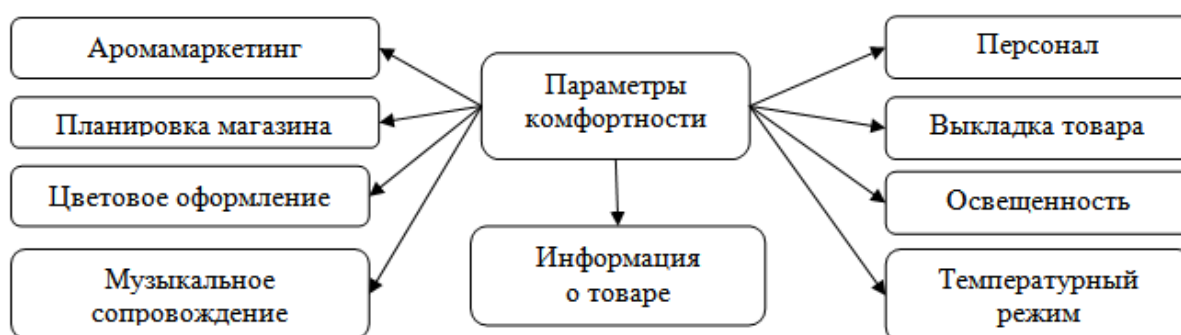 Аромамаркетинг
Планировка магазина
Цветовое оформление
Музыкальное
сопровождение
Параметры
комфортности
Информация
о товаре
Персонал
Выкладка товара
Освещенность
Температурный
режим